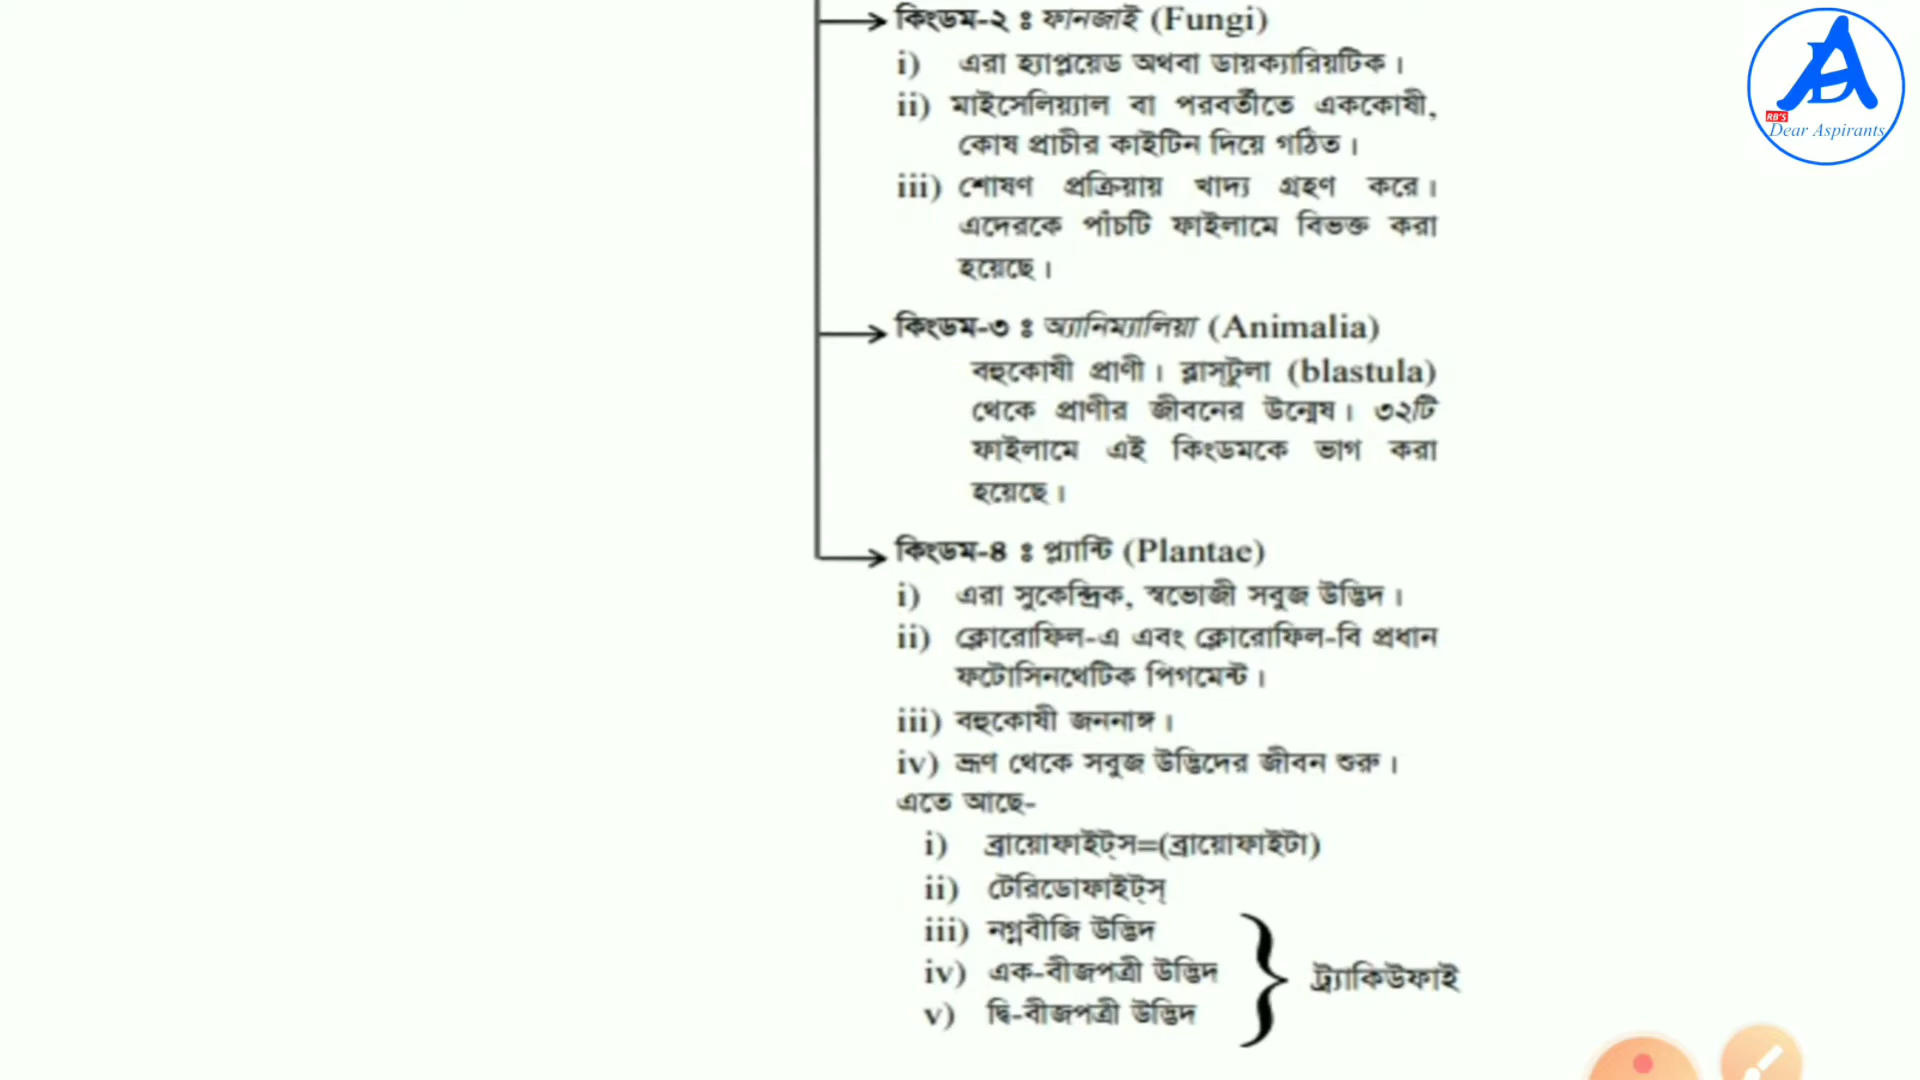 কিংডম-২ ঃ ফানজাই (Fungi)
i) এরা হ্যাপ্লয়েড অথবা ডায়ক্যারিয়টিক।
ii) মাইসেলিয়্যাল বা পরবর্তীতে এককোষী,
কোষ প্রাচীর কাইটিন দিয়ে গঠিত।
iii) শোষণ প্রক্রিয়ায় খাদ্য গ্রহণ করে।
এদেরকে পাঁচটি ফাইলামে বিভক্ত করা
হয়েছে।
কিংডম-৩ ঃ অ্যানিম্যালিয়া (Animalia)
বহুকোষী প্রাণী। ব্লাস্টুলা (blastula)
থেকে প্রাণীর জীবনের উন্মেষ। ৩২টি
ফাইলামে এই কিংডমকে ভাগ করা
হয়েছে।
কিংডম-৪ ঃ প্ল্যান্টি (Plantae)
i) এরা সুকেন্দ্রিক, স্বভোজী সবুজ উদ্ভিদ।
ii) ক্লোরোফিল-এ এবং ক্লোরোফিল-বি প্রধান
ফটোসিনথেটিক পিগমেন্ট।
iii) বহুকোষী জননাঙ্গ।
iv) ভ্রূণ থেকে সবুজ উদ্ভিদের জীবন শুরু।
এতে আছে-
i) ব্রায়োফাইট্‌স=(ব্রায়োফাইটা)
ii) টেরিডোফাইট্‌স্
iii) নগ্নবীজি উদ্ভিদ
iv) এক-বীজপত্রী উদ্ভিদ
v) দ্বি-বীজপত্রী উদ্ভিদ
ট্র্যাকিউফাই
AD
RB'S
Dear Aspirants